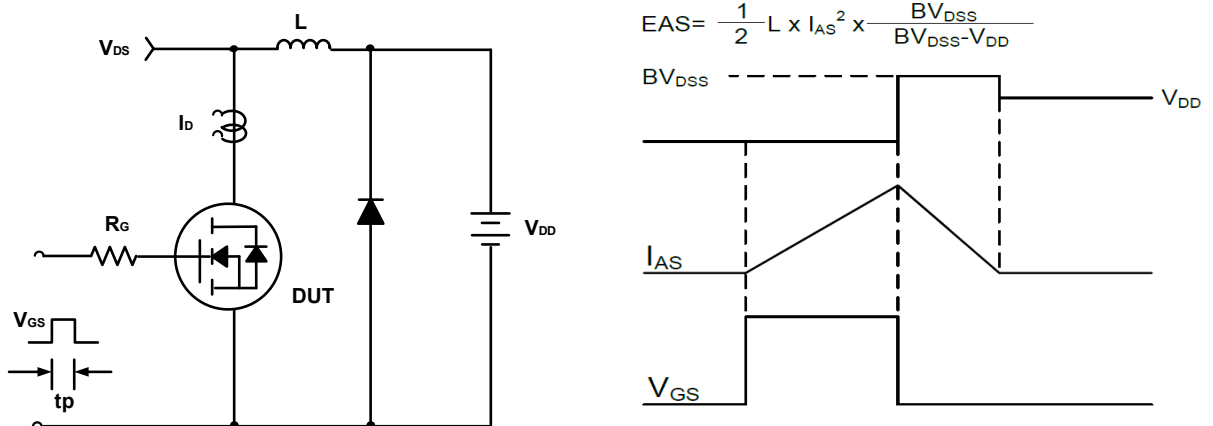 L
VDS
ID
RG
VDD
DUT
VGS
tp
EAS= 1/2 L x IAS² x BVDSS/BVDSS-VDD
BVDSS
VDD
IAS
VGS